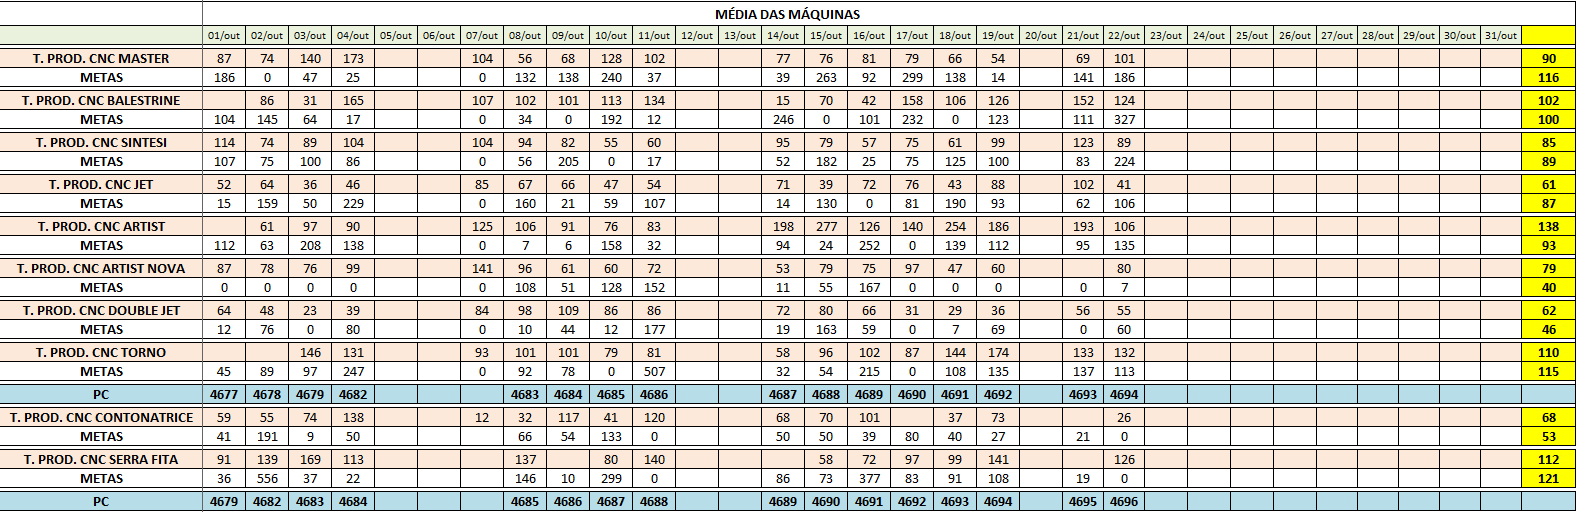 MÉDIA DAS MÁQUINAS
01/out 02/out 03/out 04/out 05/out 06/out 07/out 08/out 09/out 10/out 11/out 12/out 13/out 14/out 15/out 16/out 17/out 18/out 19/out 20/out 21/out 22/out 23/out 24/out 25/out 26/out 27/out 28/out 29/out 30/out 31/out
T. PROD. CNC MASTER 87 74 140 173 104 56 68 128 102 77 76 81 79 66 54 69 101 90
METAS 186 0 47 25 0 132 138 240 37 39 263 92 299 138 14 141 186 116
T. PROD. CNC BALESTRINE 86 31 165 107 102 101 113 134 15 70 42 158 106 126 152 124 102
METAS 104 145 64 17 0 34 0 192 12 246 0 101 232 0 123 111 327 100
T. PROD. CNC SINTESI 114 74 89 104 104 94 82 55 60 95 79 57 75 61 99 123 89 85
METAS 107 75 100 86 0 56 205 0 17 52 182 25 75 125 100 83 224 89
T. PROD. CNC JET 52 64 36 46 85 67 66 47 54 71 39 72 76 43 88 102 41 61
METAS 15 159 50 229 0 160 21 59 107 14 130 0 81 190 93 62 106 87
T. PROD. CNC ARTIST 61 97 90 125 106 91 76 83 198 277 126 140 254 186 193 106 138
METAS 112 63 208 138 0 7 6 158 32 94 24 252 0 139 112 95 135 93
T. PROD. CNC ARTIST NOVA 87 78 76 99 141 96 61 60 72 53 79 75 97 47 60 80 79
METAS 0 0 0 0 0 108 51 128 152 11 55 167 0 0 0 0 7 40
T. PROD. CNC DOUBLE JET 64 48 23 39 84 98 109 86 86 72 80 66 31 29 36 56 55 62
METAS 12 76 0 80 0 10 44 12 177 19 163 59 0 7 69 0 60 46
T. PROD. CNC TORNO 146 131 93 101 101 79 81 58 96 102 87 144 174 133 132 110
METAS 45 89 97 247 0 92 78 0 507 32 54 215 0 108 135 137 113 115
PC 4677 4678 4679 4682 4683 4684 4685 4686 4687 4688 4689 4690 4691 4692 4693 4694
T. PROD. CNC CONTONATRICE 59 55 74 138 12 32 117 41 120 68 70 101 37 73 26 68
METAS 41 191 9 50 66 54 133 0 50 50 39 80 40 27 21 0 53
T. PROD. CNC SERRA FITA 91 139 169 113 137 80 140 58 72 97 99 141 126 112
METAS 36 556 37 22 146 10 299 0 86 73 377 83 91 108 19 0 121
PC 4679 4682 4683 4684 4685 4686 4687 4688 4689 4690 4691 4692 4693 4694 4695 4696